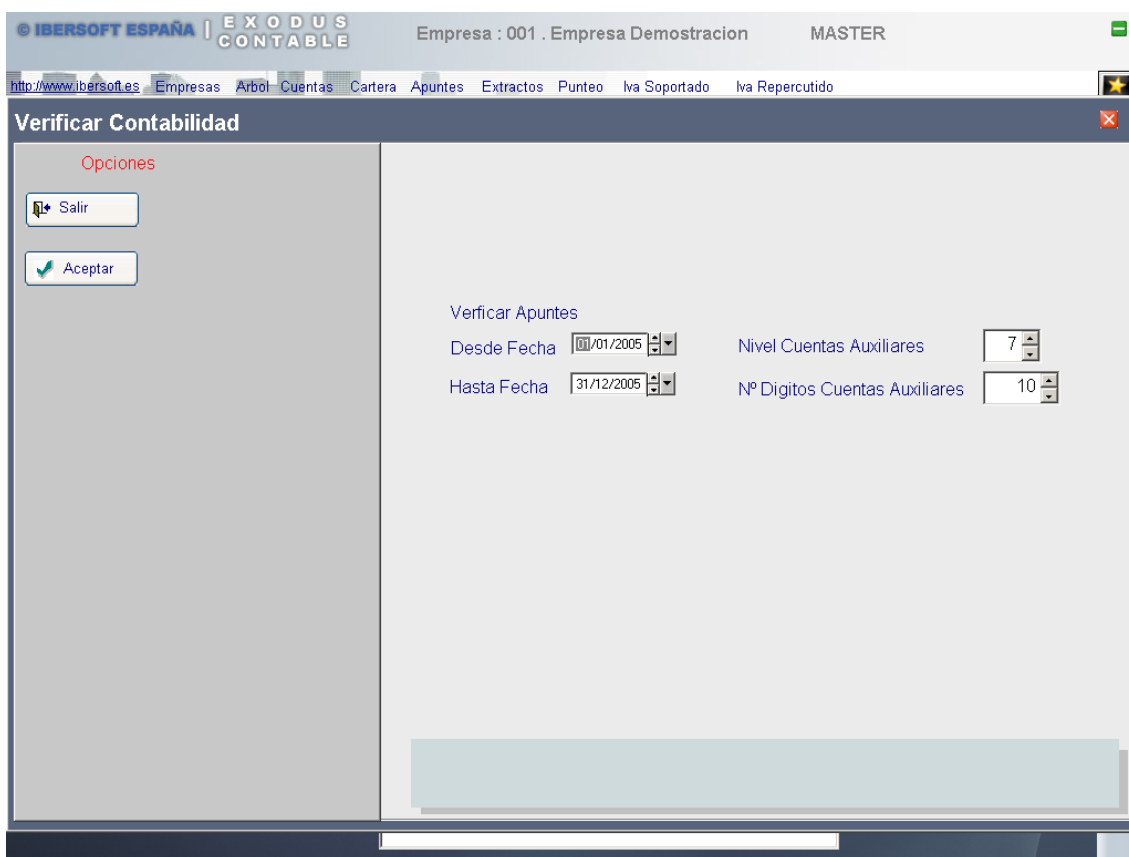 © IBERSOFT ESPAÑA | EXODUS CONTABLE Empresa : 001 . Empresa Demostracion MASTER
http://www.ibersoft.es Empresas Arbol Cuentas Cartera Apuntes Extractos Punteo Iva Soportado Iva Repercutido
Verificar Contabilidad
Opciones
Salir
Aceptar
Verficar Apuntes
Desde Fecha 01/01/2005 Nivel Cuentas Auxiliares 7
Hasta Fecha 31/12/2005 Nº Digitos Cuentas Auxiliares 10